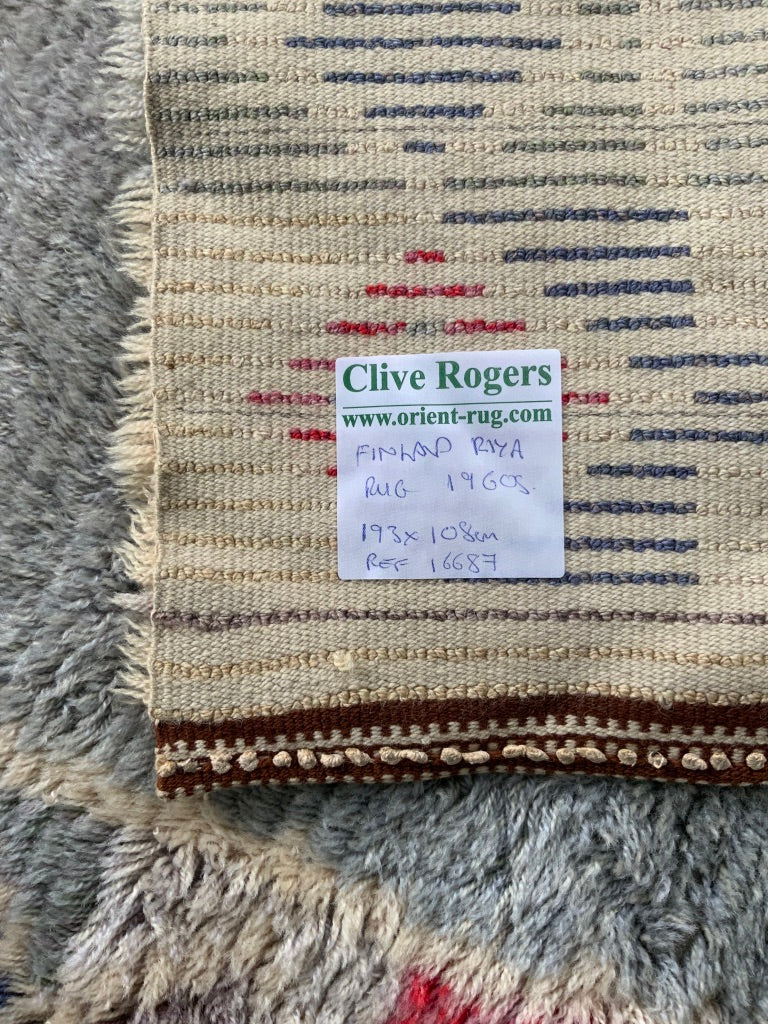 Clive Rogers
www.orient-rug.com
FINLAND RIYA
RUG 1960S.
193x108cm
REF 16687